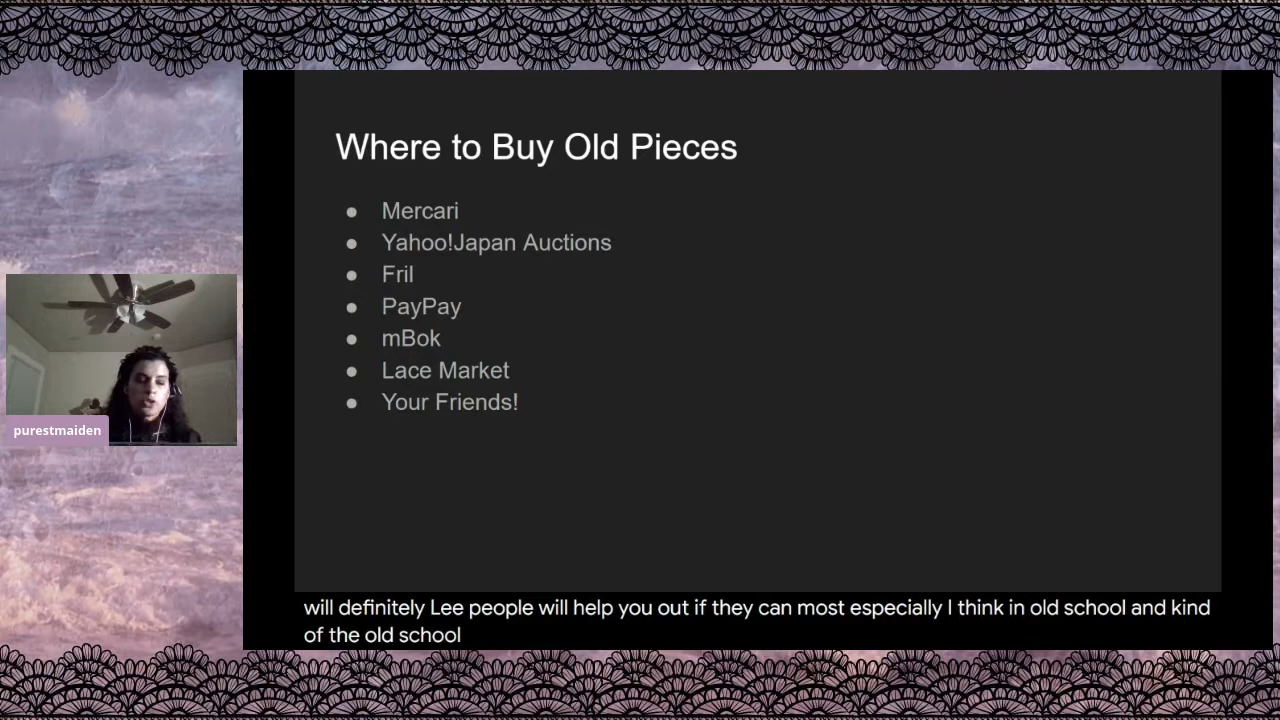 Where to Buy Old Pieces
● Mercari
● Yahoo!Japan Auctions
● Fril
● PayPay
● mBok
● Lace Market
● Your Friends!
purestmaiden
will definitely Lee people will help you out if they can most especially I think in old school and kind
of the old school